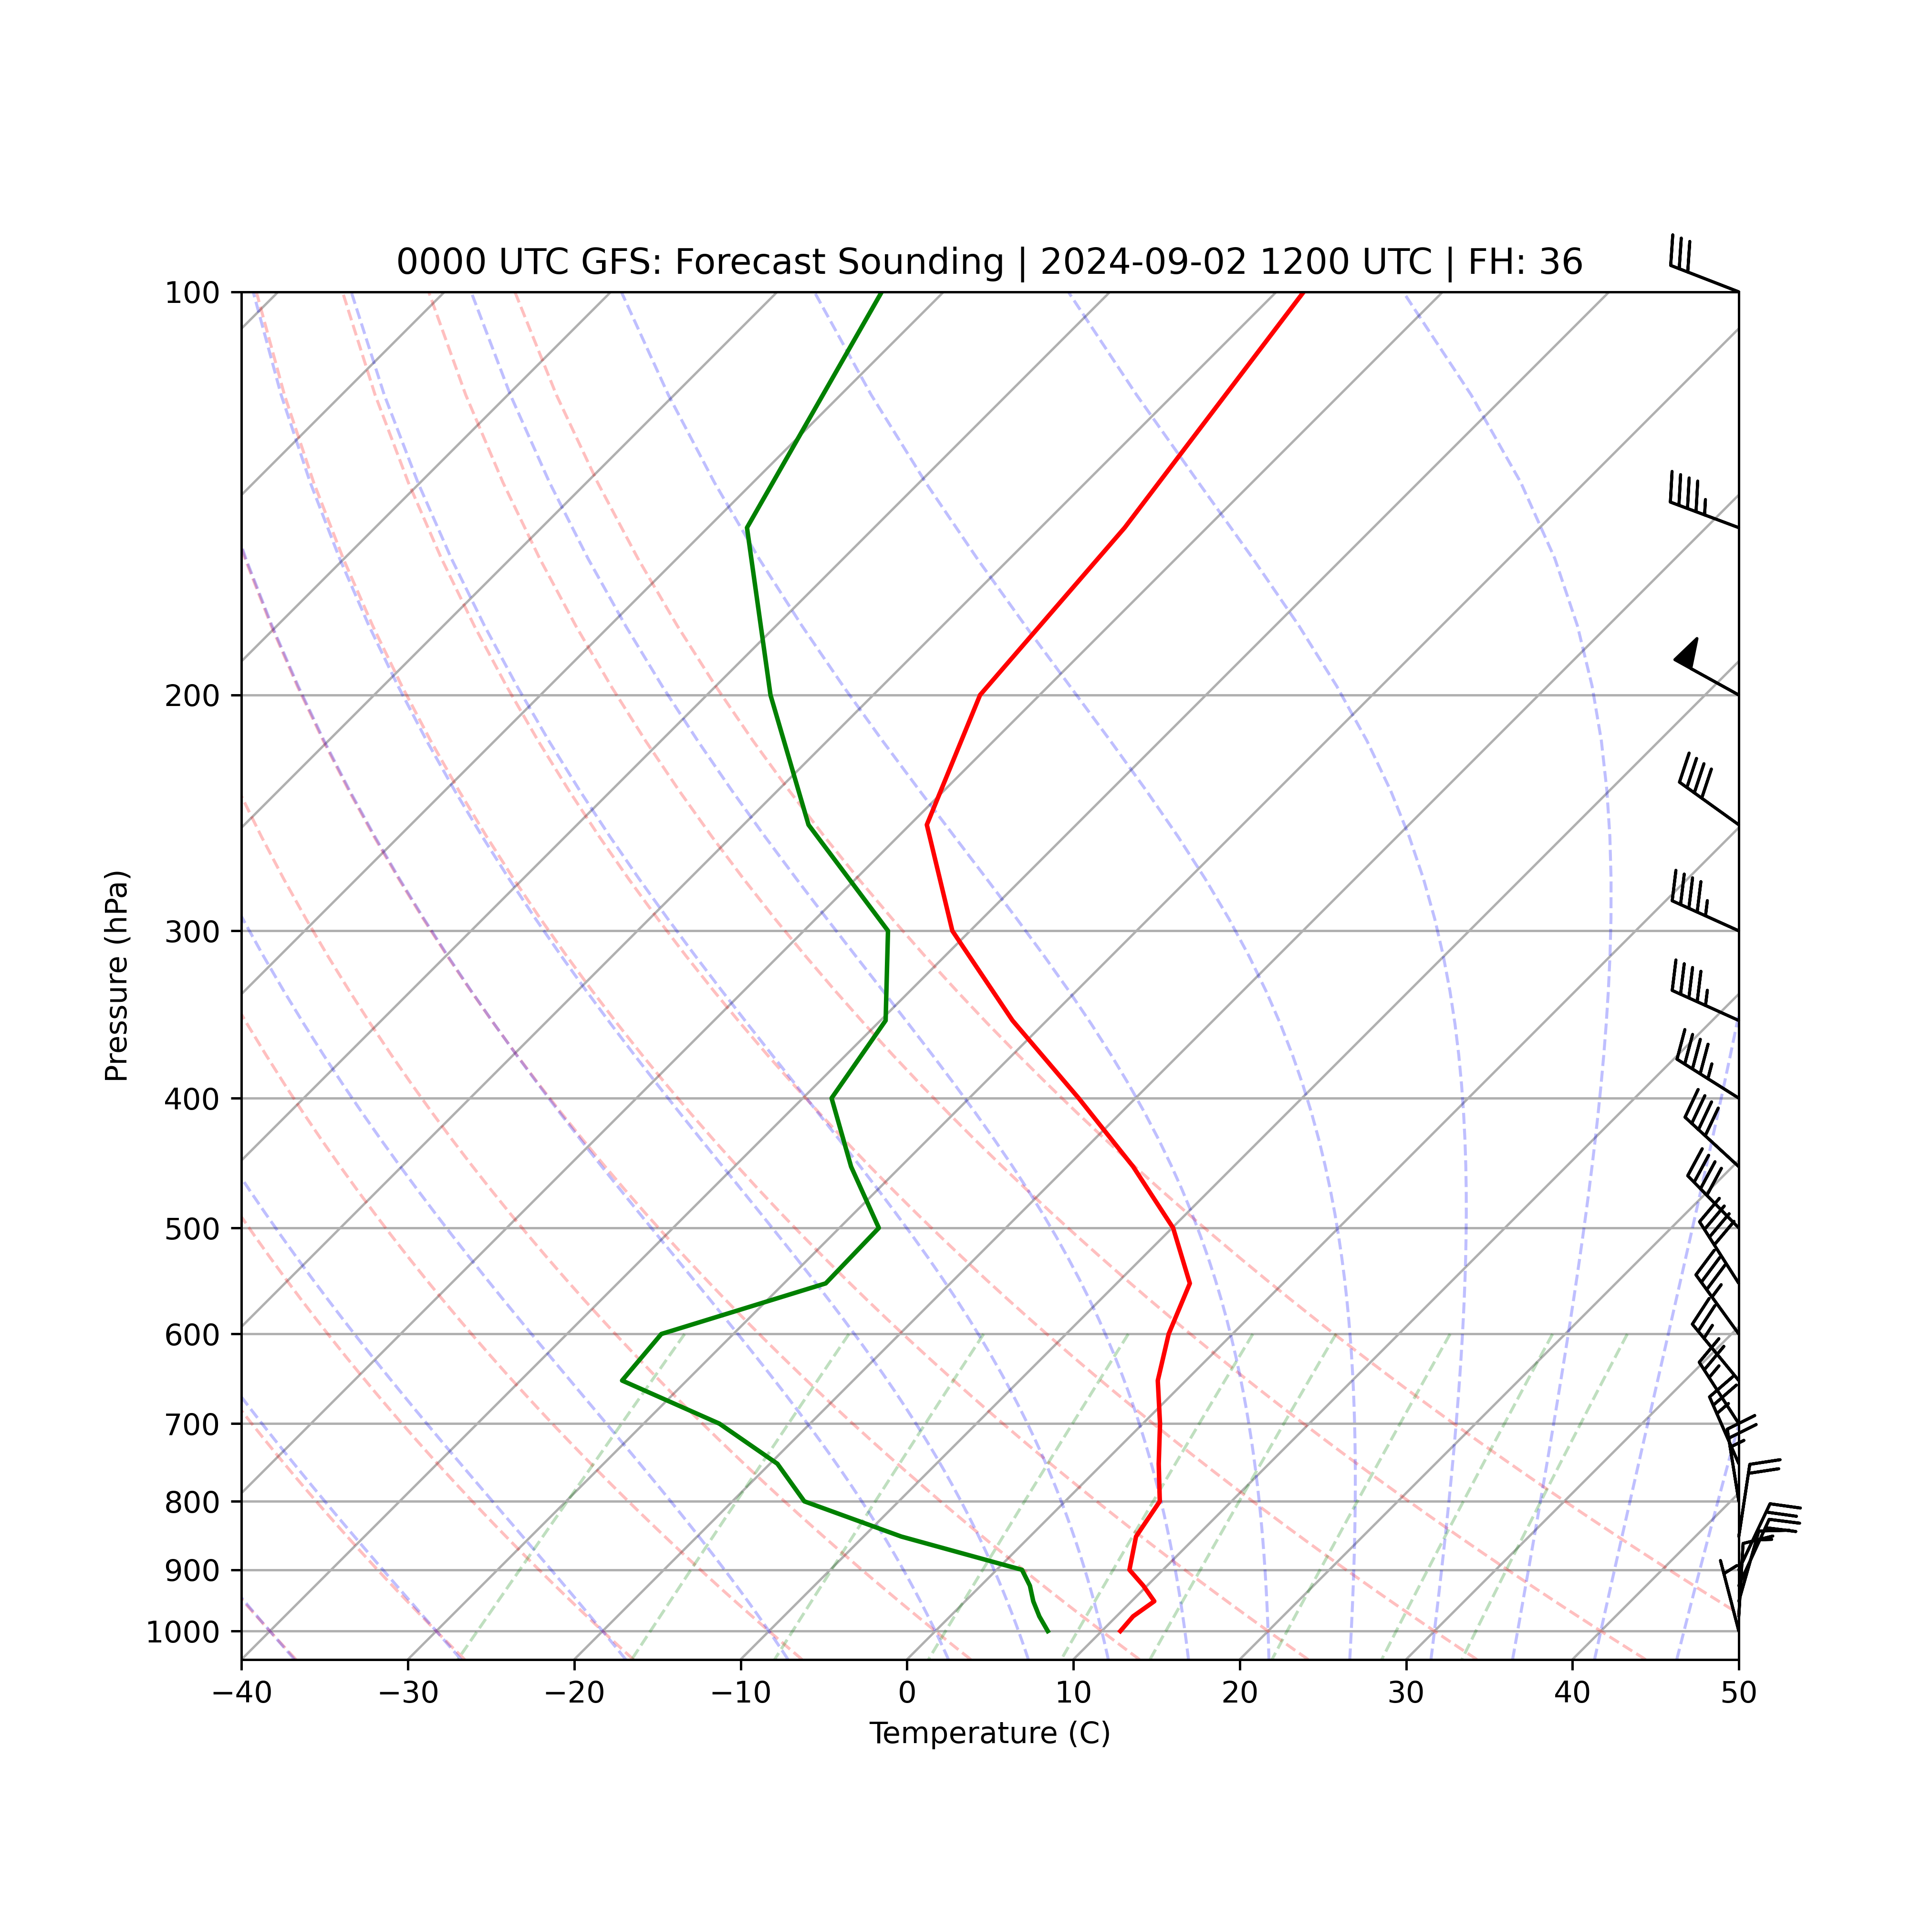 0000 UTC GFS: Forecast Sounding | 2024-09-02 1200 UTC | FH: 36
100
200
300
400
500
600
700
800
900
1000
Pressure (hPa)
−40 −30 −20 −10 0 10 20 30 40 50
Temperature (C)